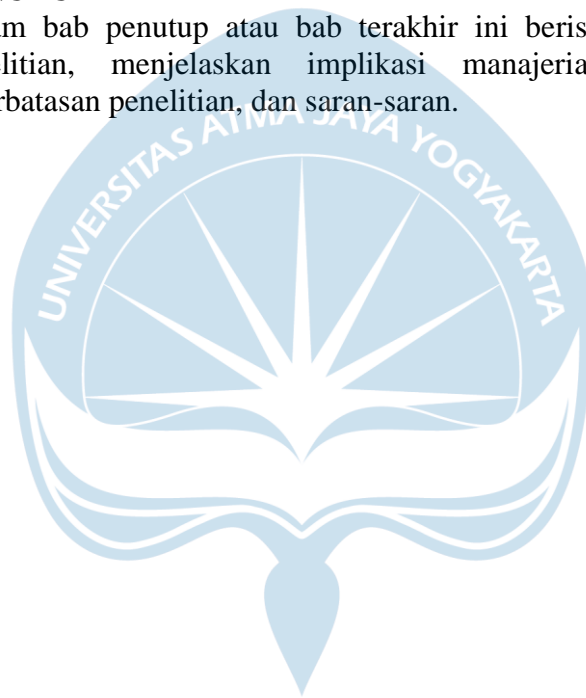 am bab penutup atau bab terakhir ini beris
elitian, menjelaskan implikasi manajeria
rbatasan penelitian, dan saran-saran.
UNIVERSITAS ATMA JAYA YOGYAKARTA